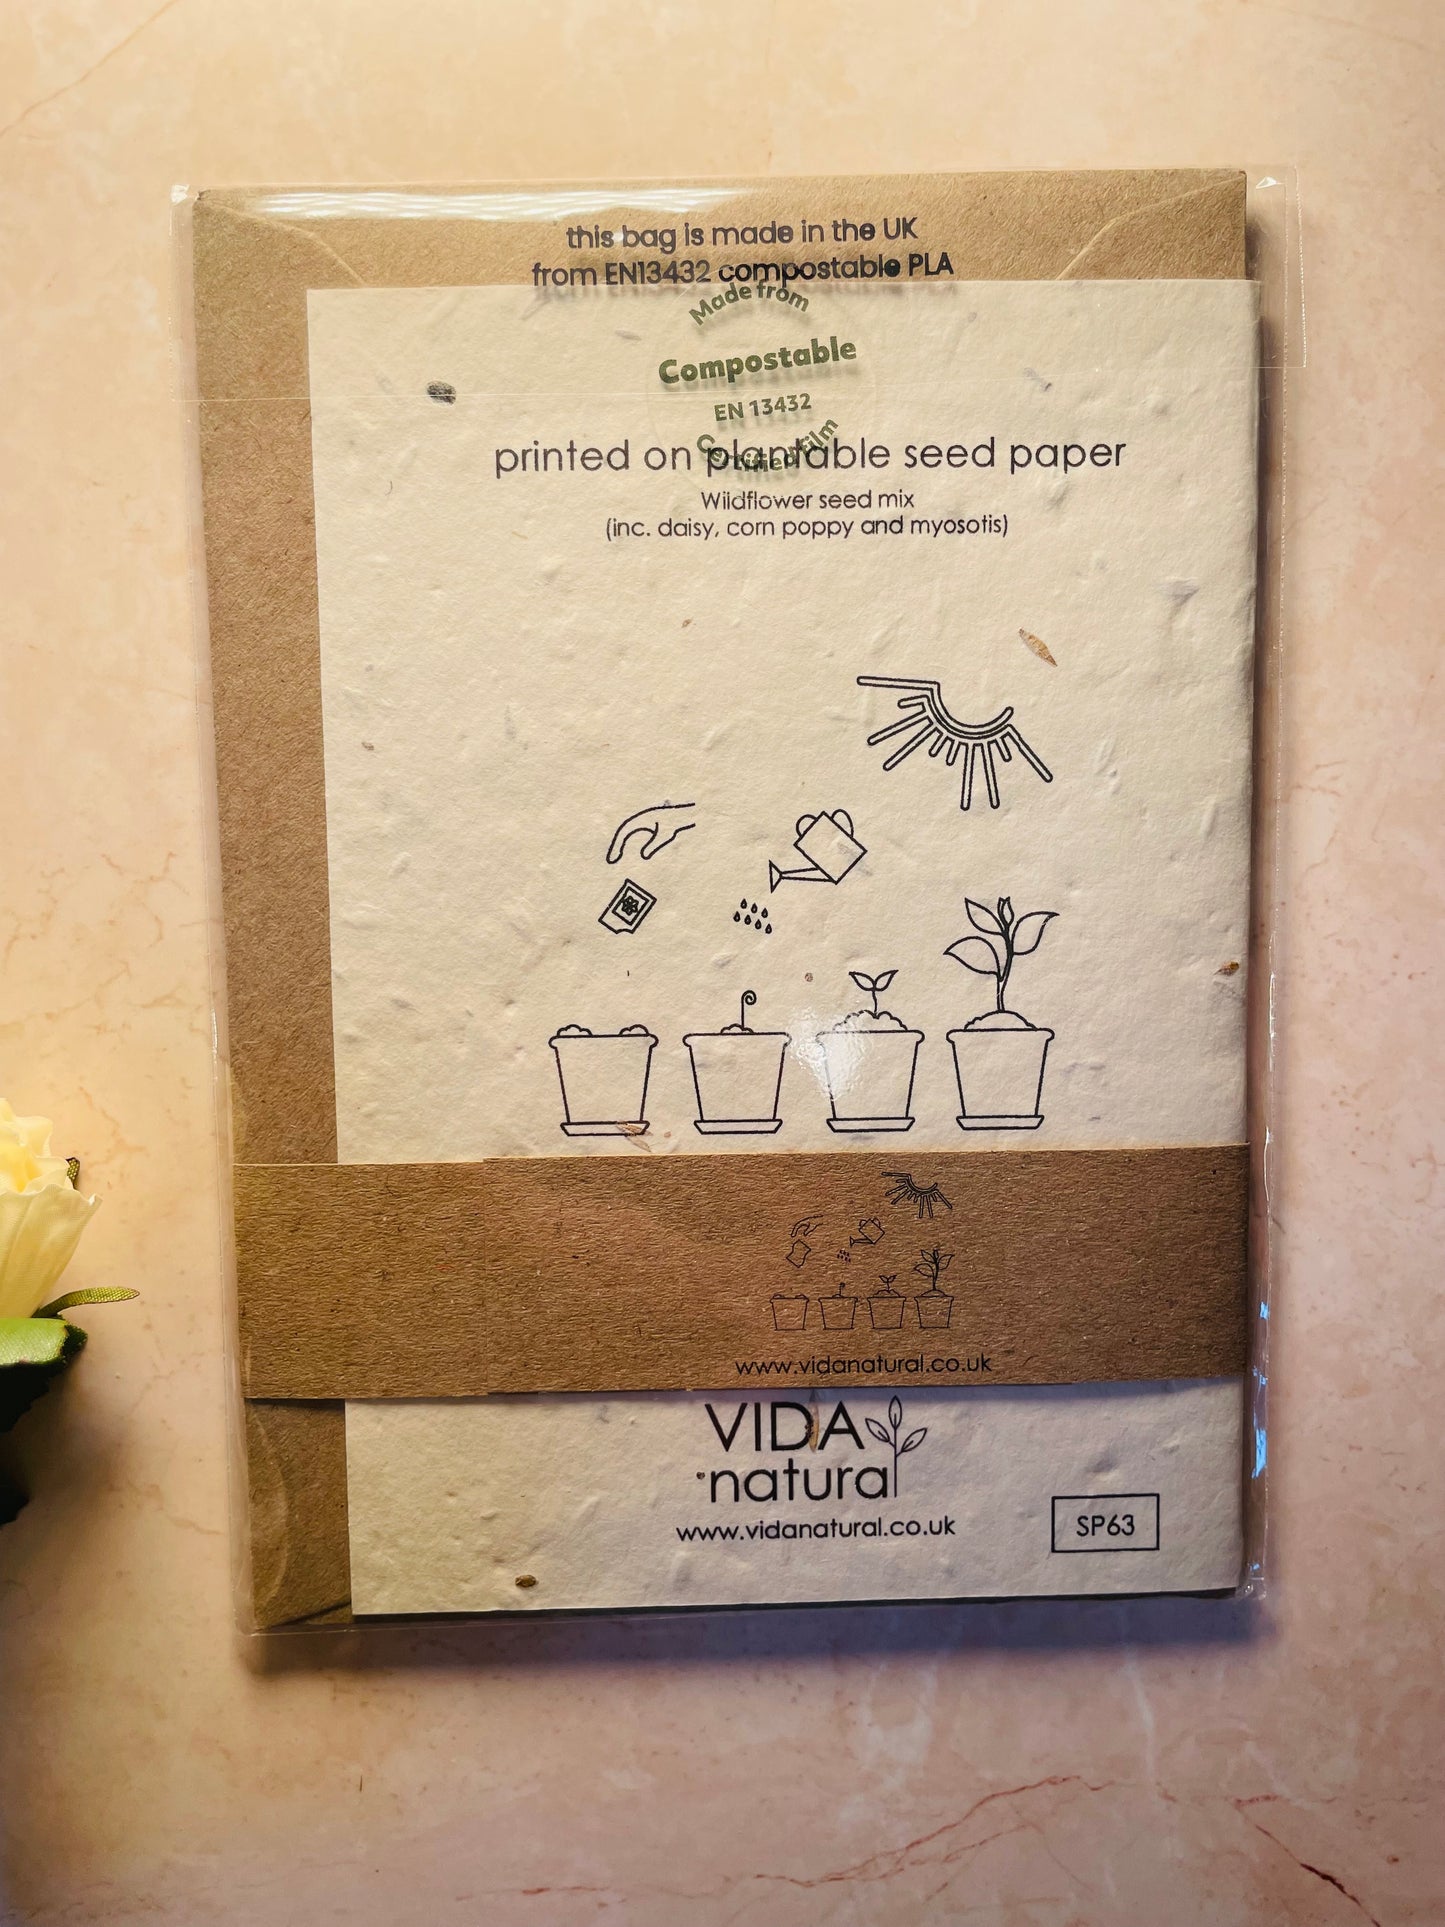 this bag is made in the UK
from EN13432 compostable PLA
Made from
Compostable
EN 13432
Certified film
printed on plantable seed paper
Wildflower seed mix
(inc. daisy, corn poppy and myosotis)
www.vidanatural.co.uk
VIDA
natural
www.vidanatural.co.uk
SP63